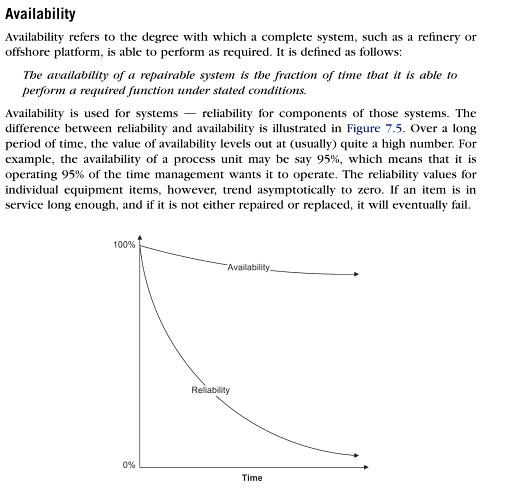 Availability
Availability refers to the degree with which a complete system, such as a refinery or
offshore platform, is able to perform as required. It is defined as follows:
The availability of a repairable system is the fraction of time that it is able to
perform a required function under stated conditions.
Availability is used for systems — reliability for components of those systems. The
difference between reliability and availability is illustrated in Figure 7.5. Over a long
period of time, the value of availability levels out at (usually) quite a high number. For
example, the availability of a process unit may be say 95%, which means that it is
operating 95% of the time management wants it to operate. The reliability values for
individual equipment items, however, trend asymptotically to zero. If an item is in
service long enough, and if it is not either repaired or replaced, it will eventually fail.
100%
Availability
Reliability
0%
Time